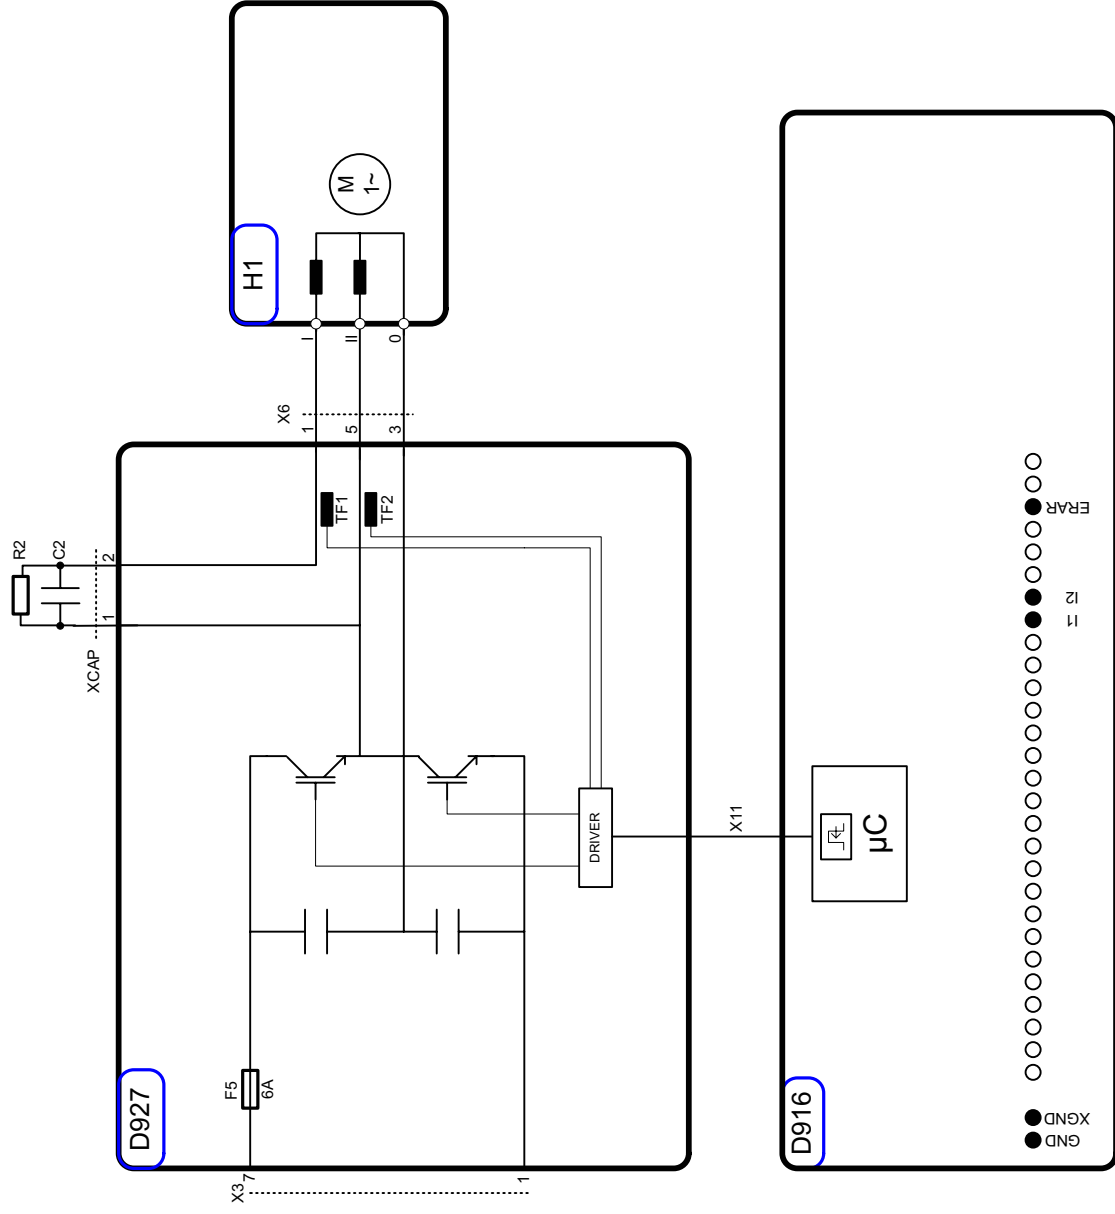 H1
M
1~
I
II
0
X6
1
5
3
R2
C2
XCAP
1
2
TF1
TF2
D927
F5
6A
X3
7
1
DRIVER
X11
D916
µC
GND
XGND
I1
I2
ERAR